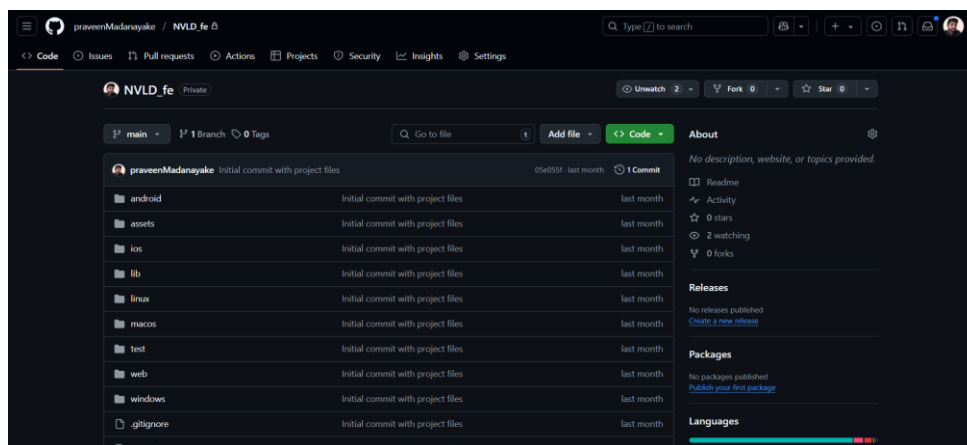 praveenMadanayake / NVLD_fe
Type / to search
<> Code Issues Pull requests Actions Projects Security Insights Settings
NVLD_fe Private
Unwatch 2 Fork 0 Star 0
main 1 Branch 0 Tags Go to file t Add file <> Code
praveenMadanayake Initial commit with project files 05e055f · last month 1 Commit
android Initial commit with project files last month
assets Initial commit with project files last month
ios Initial commit with project files last month
lib Initial commit with project files last month
linux Initial commit with project files last month
macos Initial commit with project files last month
test Initial commit with project files last month
web Initial commit with project files last month
windows Initial commit with project files last month
.gitignore Initial commit with project files last month
About
No description, website, or topics provided.
Readme
Activity
0 stars
2 watching
0 forks
Releases
No releases published
Create a new release
Packages
No packages published
Publish your first package
Languages